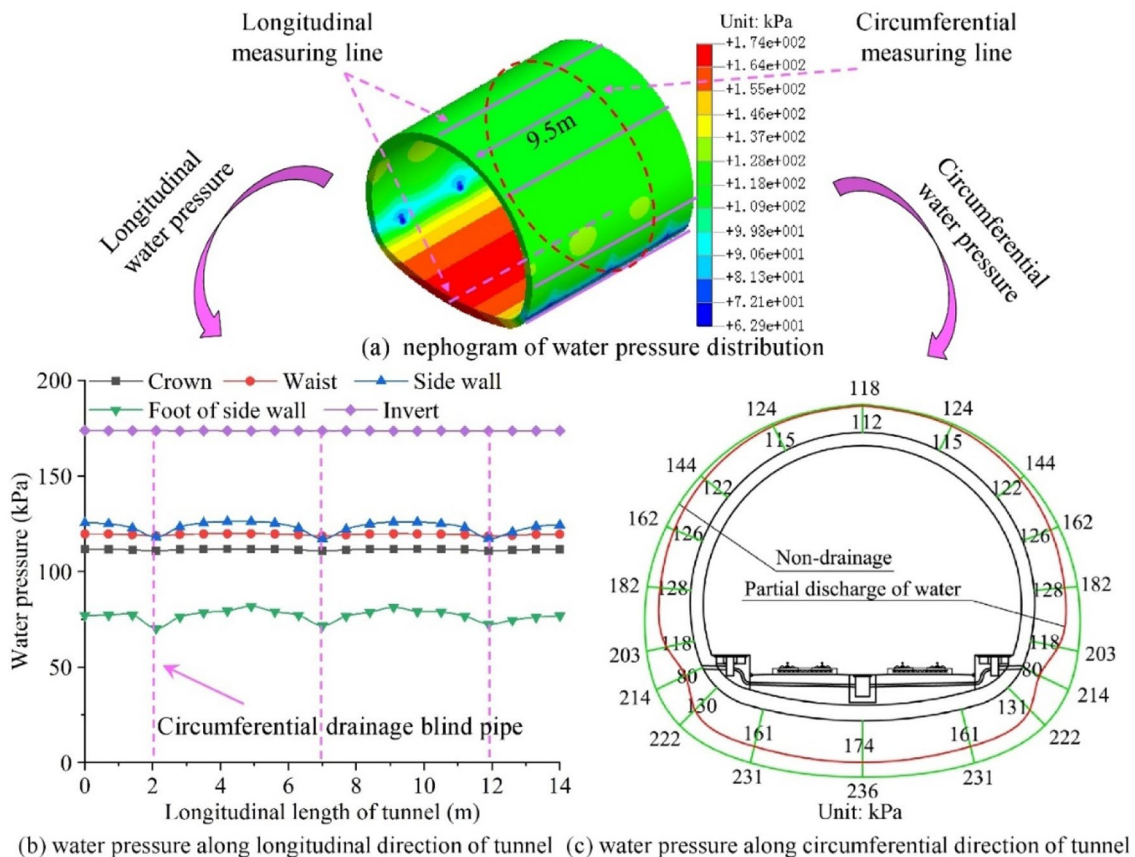 Longitudinal
measuring line
Unit: kPa
Circumferential
measuring line
+1.74e+002
+1.64e+002
+1.55e+002
+1.46e+002
+1.37e+002
+1.28e+002
+1.18e+002
+1.09e+002
+9.98e+001
+9.06e+001
+8.13e+001
+7.21e+001
+6.29e+001
9.5m
Longitudinal
water pressure
Circumferential
water pressure
(a) nephogram of water pressure distribution
Crown
Waist
Side wall
Foot of side wall
Invert
Water pressure (kPa)
200
150
100
50
0
Circumferential drainage blind pipe
0 2 4 6 8 10 12 14
Longitudinal length of tunnel (m)
(b) water pressure along longitudinal direction of tunnel
118
124 124
112
115 115
144 144
122 122
162 162
126 126
Non-drainage
Partial discharge of water
182 182
128 128
118 118
203 203
80 80
214 214
130 131
222 222
161 174 161
231 231
236
Unit: kPa
(c) water pressure along circumferential direction of tunnel